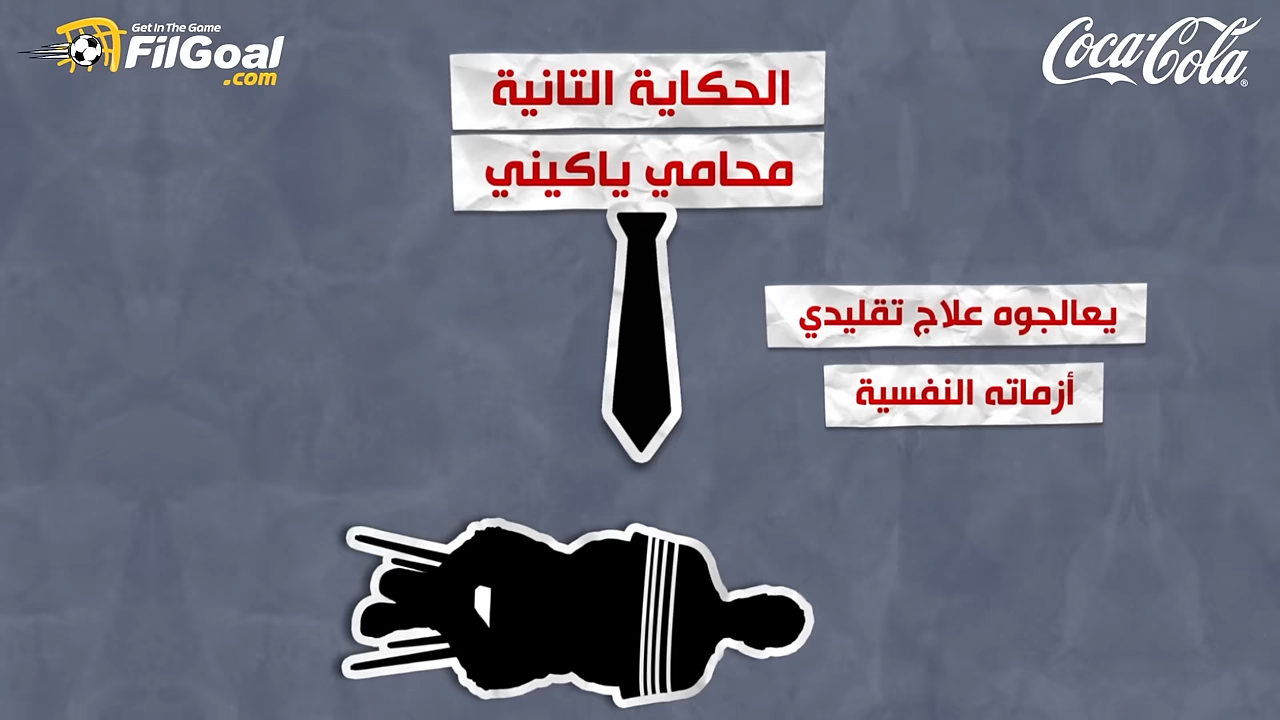 Get In The Game
FilGoal
.com
Coca-Cola
الحكاية التانية
محامي ياكيني
يعالجوه علاج تقليدي
أزماته النفسية